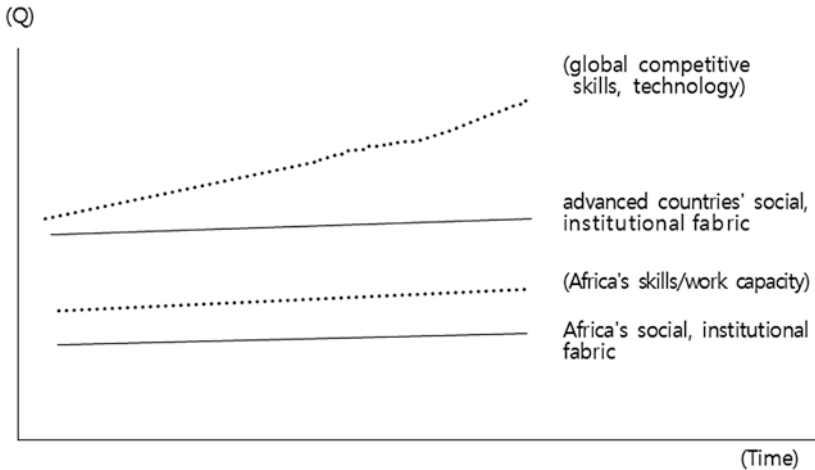 (Q)
(global competitive
skills, technology)
advanced countries' social,
institutional fabric
(Africa's skills/work capacity)
Africa's social, institutional
fabric
(Time)